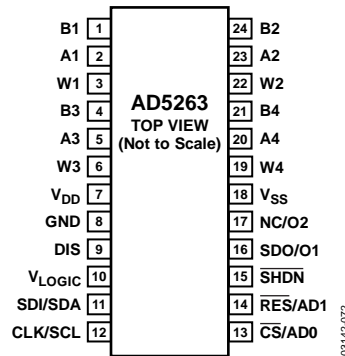 B1 1
A1 2
W1 3
B3 4
A3 5
W3 6
VDD 7
GND 8
DIS 9
VLOGIC 10
SDI/SDA 11
CLK/SCL 12
AD5263
TOP VIEW
(Not to Scale)
24 B2
23 A2
22 W2
21 B4
20 A4
19 W4
18 VSS
17 NC/O2
16 SDO/O1
15 SHDN
14 RES/AD1
13 CS/AD0
03142-072